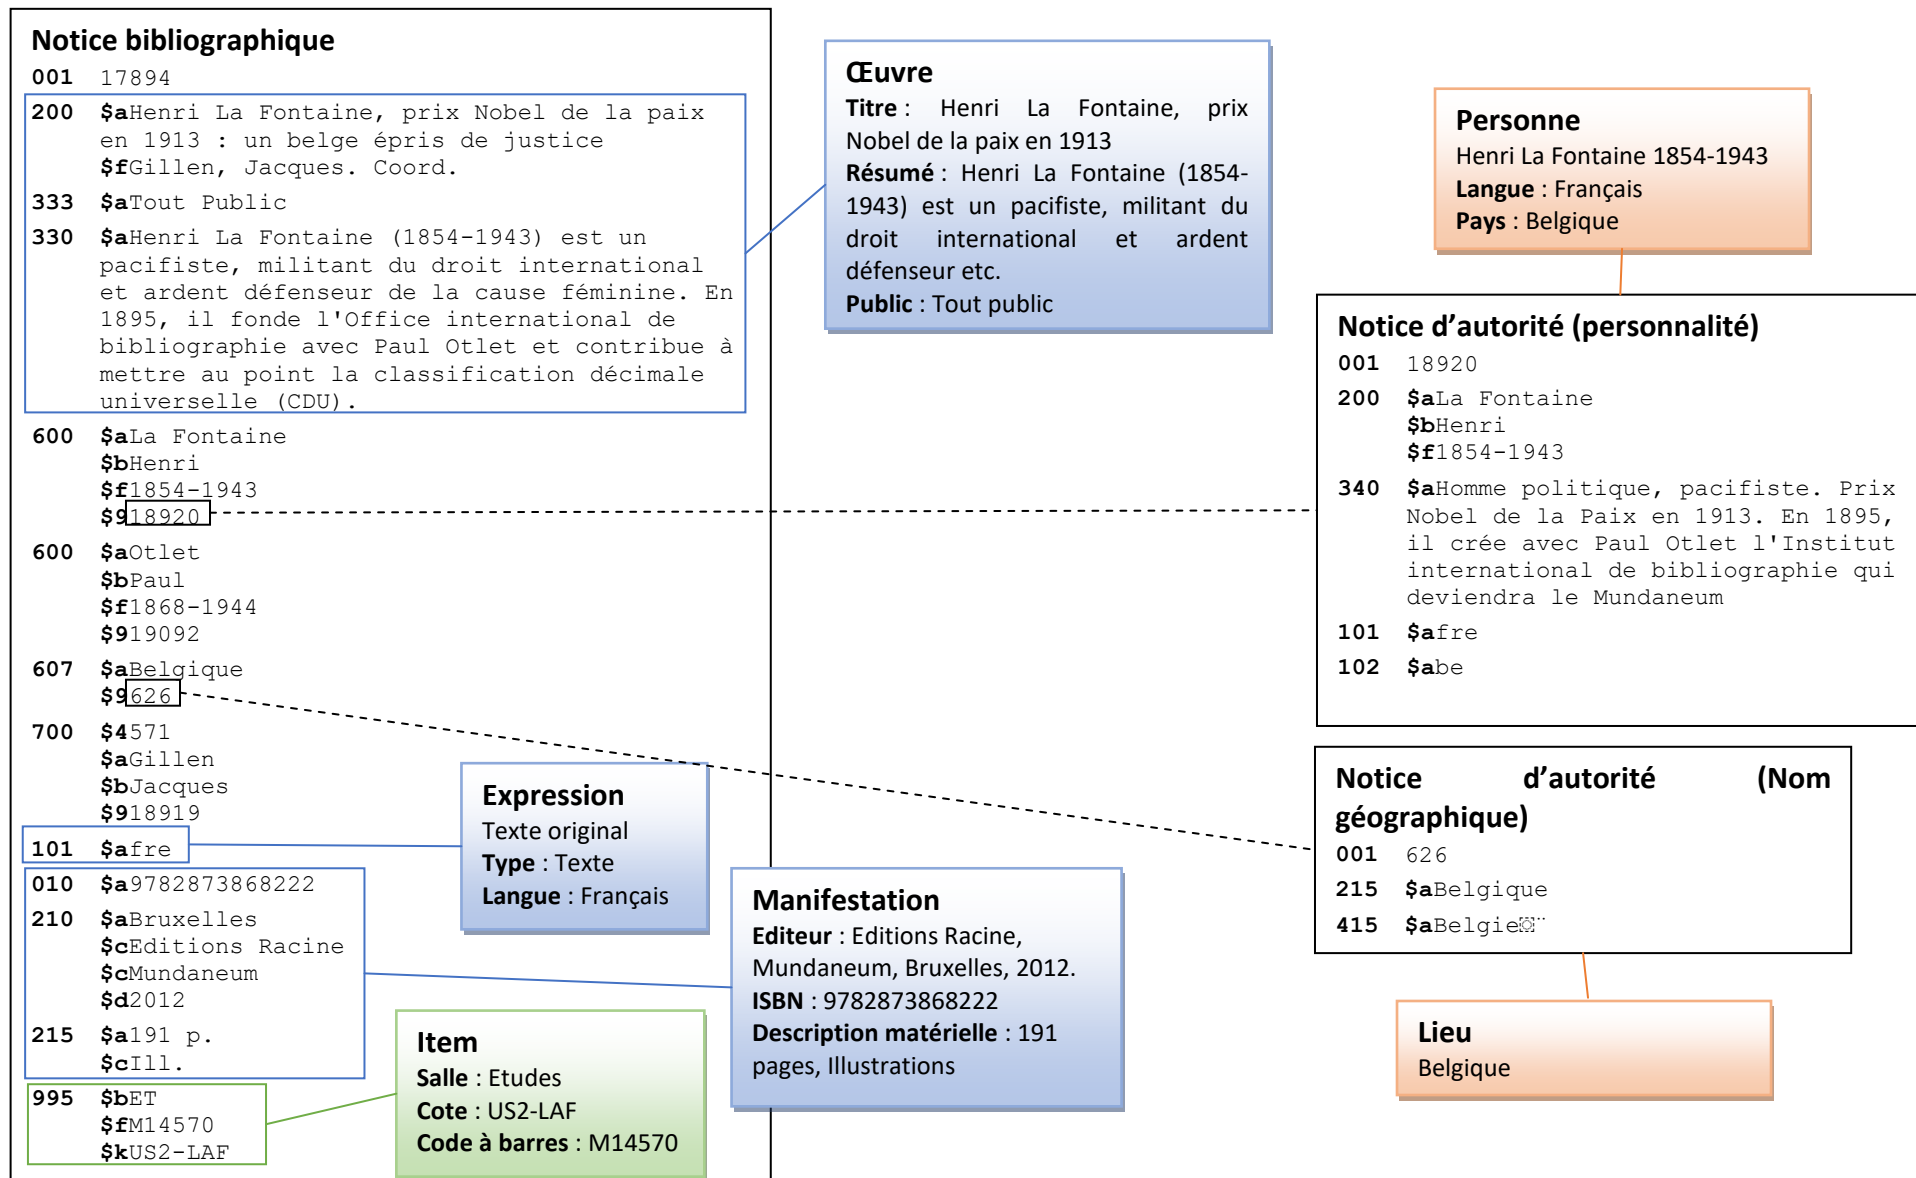 Notice bibliographique
001 17894
200 $aHenri La Fontaine, prix Nobel de la paix
en 1913 : un belge épris de justice
$fGillen, Jacques. Coord.
333 $aTout Public
330 $aHenri La Fontaine (1854-1943) est un
pacifiste, militant du droit international
et ardent défenseur de la cause féminine. En
1895, il fonde l'Office international de
bibliographie avec Paul Otlet et contribue à
mettre au point la classification décimale
universelle (CDU).
600 $aLa Fontaine
$bHenri
$f1854-1943
$918920
600 $aOtlet
$bPaul
$f1868-1944
$919092
607 $aBelgique
$9626
700 $4571
$aGillen
$bJacques
$918919
101 $afre
010 $a9782873868222
210 $aBruxelles
$cEditions Racine
$cMundaneum
$d2012
215 $a191 p.
$cIll.
995 $bET
$fM14570
$kUS2-LAF
Œuvre
Titre : Henri La Fontaine, prix
Nobel de la paix en 1913
Résumé : Henri La Fontaine (1854-
1943) est un pacifiste, militant du
droit international et ardent
défenseur etc.
Public : Tout public
Expression
Texte original
Type : Texte
Langue : Français
Manifestation
Editeur : Editions Racine,
Mundaneum, Bruxelles, 2012.
ISBN : 9782873868222
Description matérielle : 191
pages, Illustrations
Item
Salle : Etudes
Cote : US2-LAF
Code à barres : M14570
Personne
Henri La Fontaine 1854-1943
Langue : Français
Pays : Belgique
Notice d'autorité (personnalité)
001 18920
200 $aLa Fontaine
$bHenri
$f1854-1943
340 $aHomme politique, pacifiste. Prix
Nobel de la Paix en 1913. En 1895,
il crée avec Paul Otlet l'Institut
international de bibliographie qui
deviendra le Mundaneum
101 $afre
102 $abe
Notice d'autorité (Nom
géographique)
001 626
215 $aBelgique
415 $aBelgie¨
Lieu
Belgique